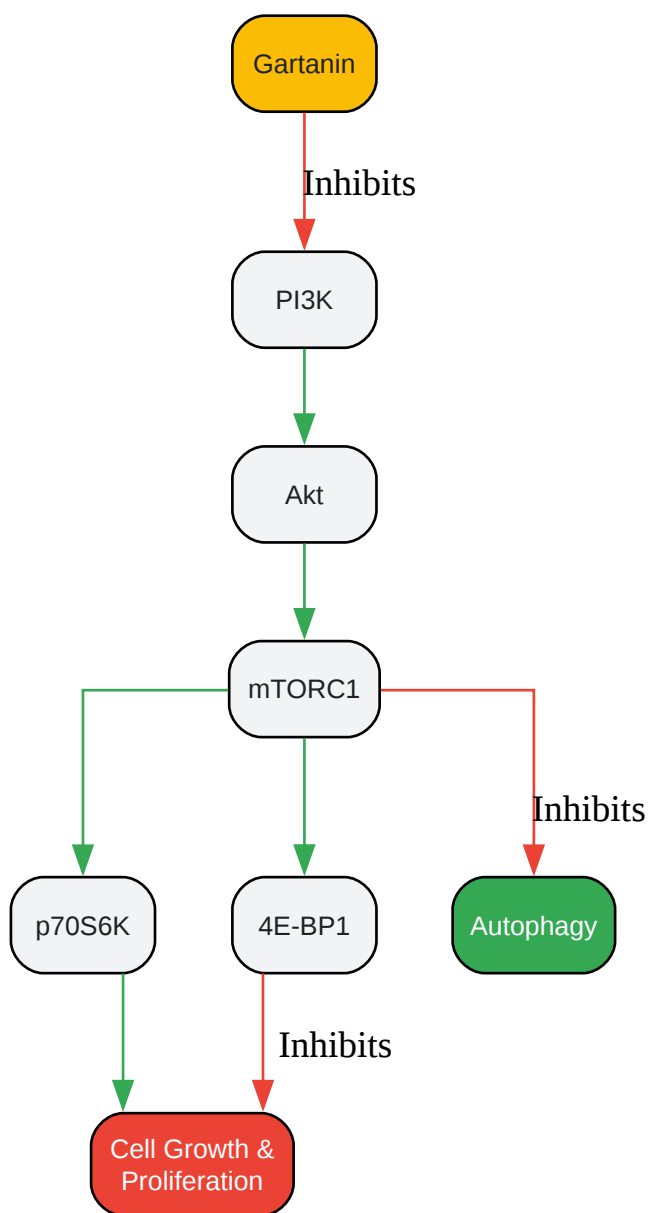 Gartanin
Inhibits
PI3K
Akt
mTORC1
Inhibits
p70S6K
4E-BP1
Autophagy
Inhibits
Cell Growth &
Proliferation